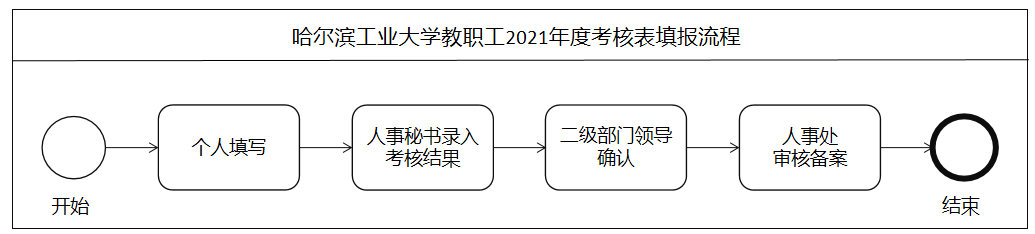 哈尔滨工业大学教职工2021年度考核表填报流程
个人填写
人事秘书录入
考核结果
二级部门领导
确认
人事处
审核备案
开始
结束